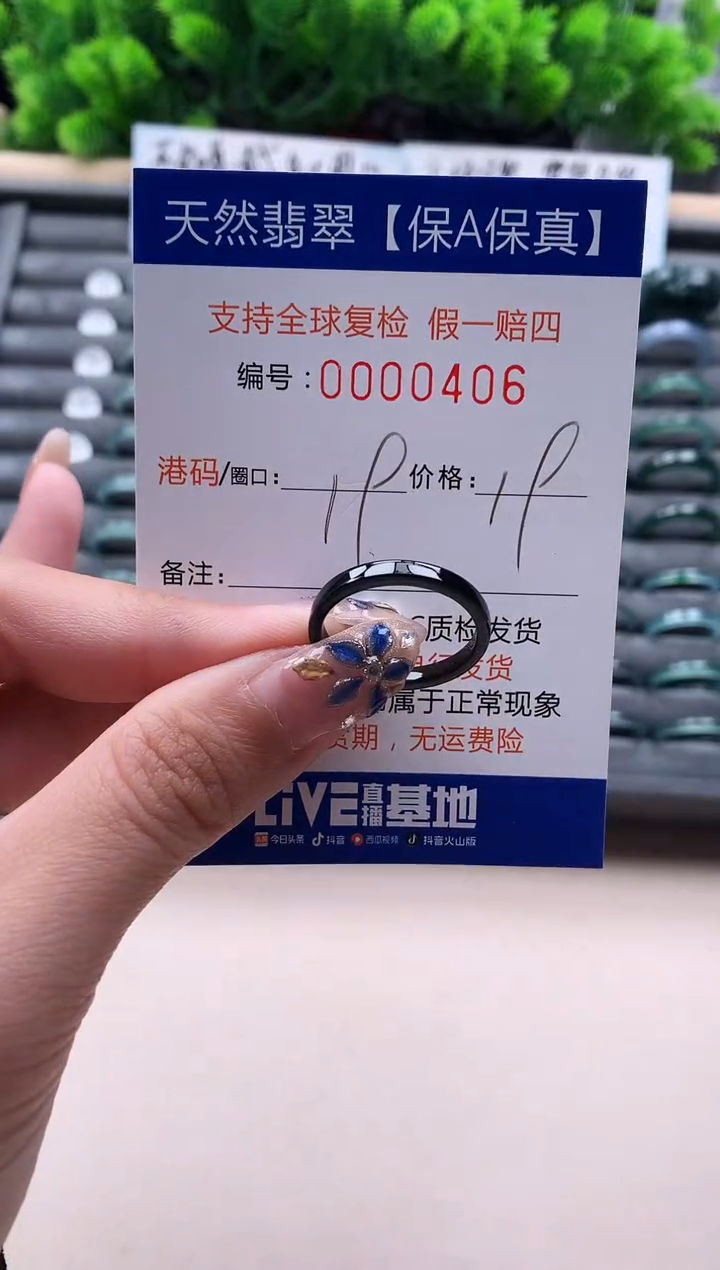 天然翡翠【保A保真】
支持全球复检 假一赔四
编号：0000406
港码/圈口： 价格：
备注：
质检发货
发货
属于正常现象
货期，无运费险
LIVE直播基地
今日头条 抖音 西瓜视频 抖音火山版